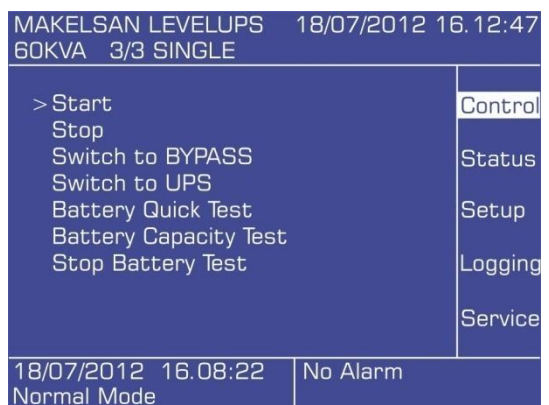 MAKELSAN LEVELUPS 18/07/2012 16.12:47
60KVA 3/3 SINGLE
> Start
Stop
Switch to BYPASS
Switch to UPS
Battery Quick Test
Battery Capacity Test
Stop Battery Test
Control
Status
Setup
Logging
Service
18/07/2012 16.08:22
Normal Mode
No Alarm